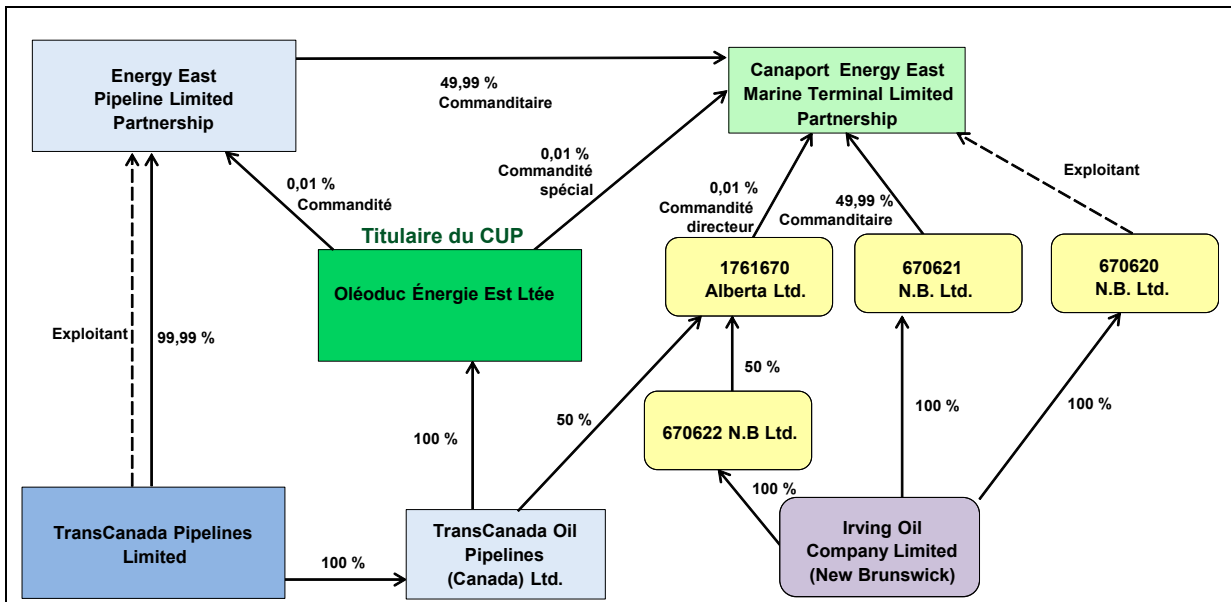 Energy East
Pipeline Limited
Partnership
49,99 %
Commanditaire
Canaport Energy East
Marine Terminal Limited
Partnership
0,01 %
Commandité
0,01 %
Commandité
spécial
0,01 %
Commandité
directeur
49,99 %
Commanditaire
Exploitant
Titulaire du CUP
Oléoduc Énergie Est Ltée
1761670
Alberta Ltd.
670621
N.B. Ltd.
670620
N.B. Ltd.
Exploitant
99,99 %
100 %
50 %
50 %
670622 N.B Ltd.
100 %
100 %
100 %
TransCanada Pipelines
Limited
100 %
TransCanada Oil
Pipelines
(Canada) Ltd.
Irving Oil
Company Limited
(New Brunswick)